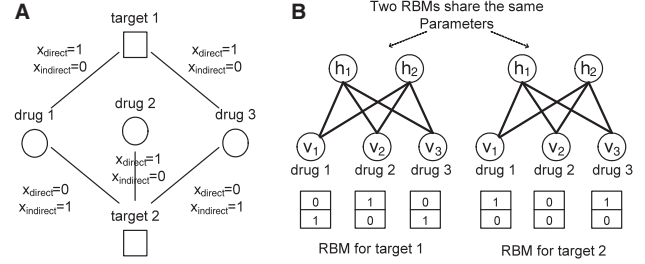 A
target 1
x_direct=1
x_indirect=0
x_direct=1
x_indirect=0
drug 1
drug 2
drug 3
x_direct=1
x_indirect=0
x_direct=0
x_indirect=1
x_direct=0
x_indirect=1
target 2
B
Two RBMs share the same
Parameters
h1 h2 h1 h2
v1 v2 v3 v1 v2 v3
drug 1 drug 2 drug 3 drug 1 drug 2 drug 3
0 1 0 1 0 1
1 0 1 0 0 0
RBM for target 1 RBM for target 2